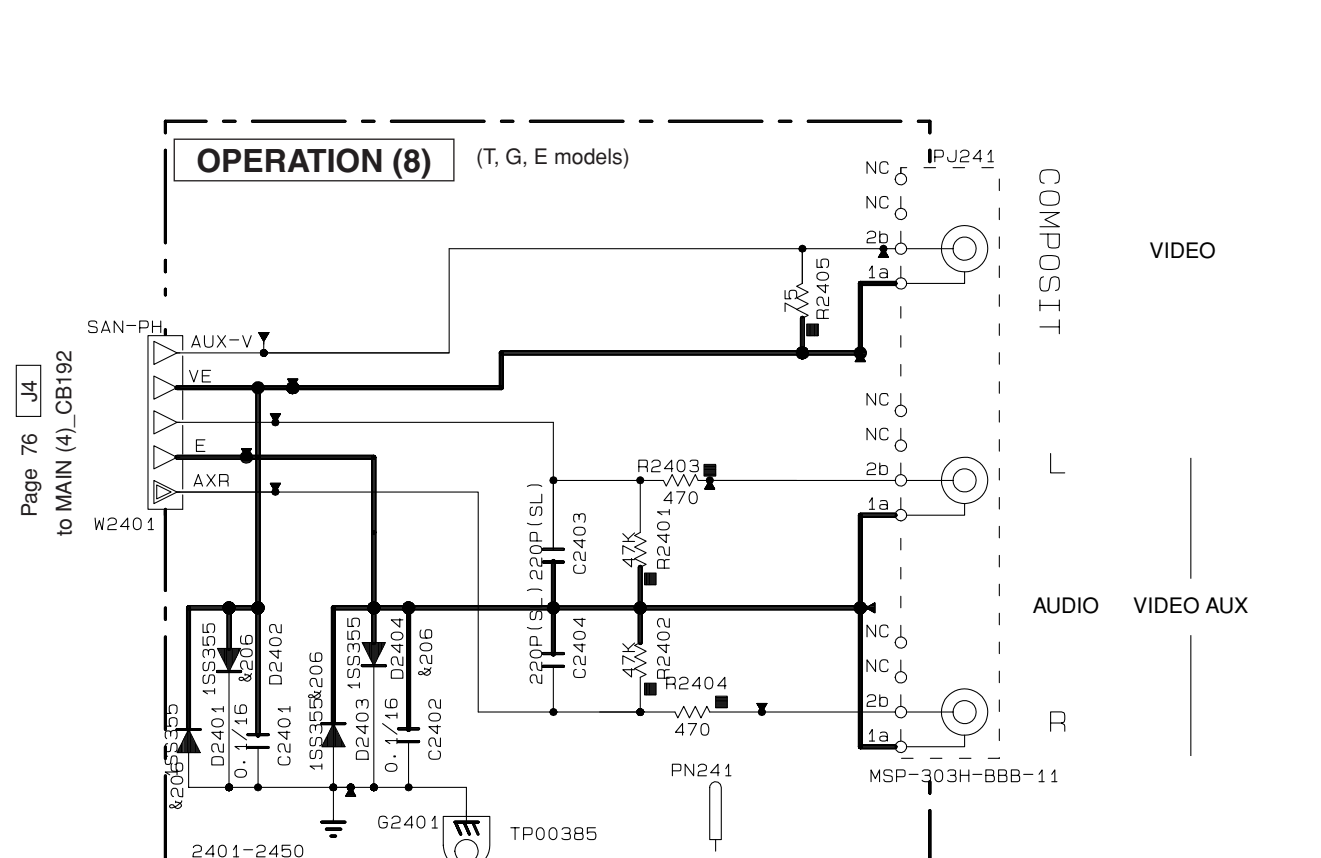 OPERATION (8)
(T, G, E models)
PJ241
NC
NC
2b
1a
COMPOSIT
VIDEO
75
R2405
SAN-PH
AUX-V
VE
E
AXR
W2401
Page 76
J4
to MAIN (4)_CB192
NC
NC
2b
1a
L
R2403
470
220P(SL)
C2403
47K
R2401
AUDIO
VIDEO AUX
220P(SL)
C2404
47K
R2402
R2404
470
NC
NC
2b
1a
R
1SS355
&206
D2401
1SS355
&206
D2402
0.1/16
C2401
1SS355
&206
D2403
1SS355
D2404
&206
0.1/16
C2402
MSP-303H-BBB-11
PN241
G2401
TP00385
2401-2450